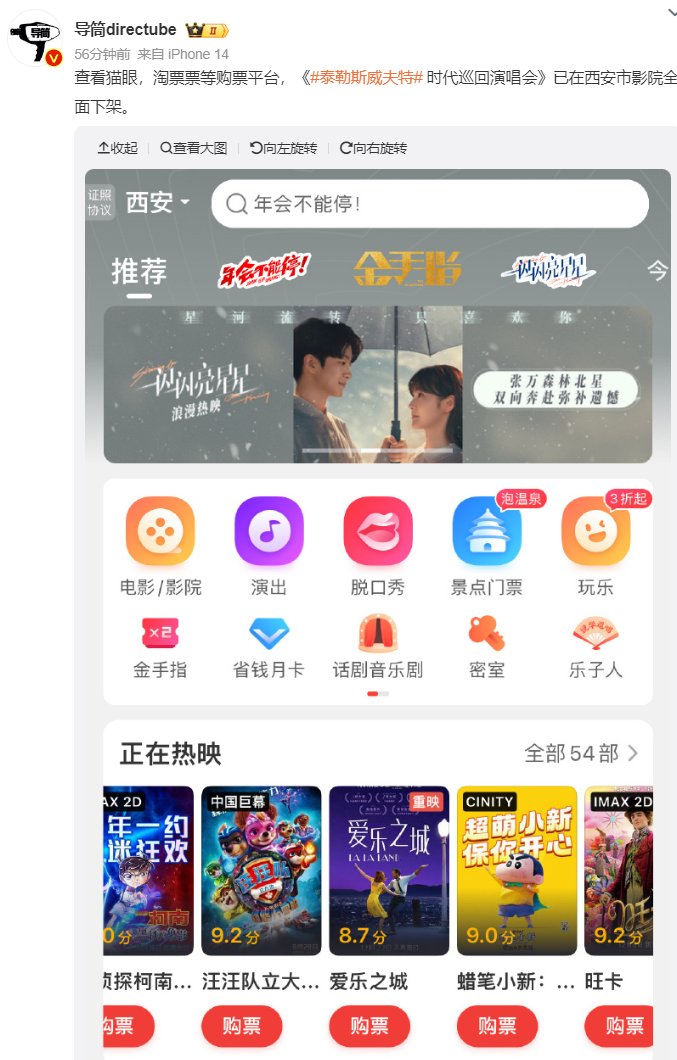 导筒directube
56分钟前 来自 iPhone 14
查看猫眼,淘票票等购票平台,《#泰勒斯威夫特# 时代巡回演唱会》已在西安市影院全
面下架。
收起 查看大图 向左旋转 向右旋转
证照
协议
西安
年会不能停!
推荐 年会不能停! 金手指 闪闪亮星星 今
星河流转 只喜欢你
闪闪亮星星
浪漫热映
张万森林北星
双向奔赴弥补遗憾
泡温泉 3折起
电影/影院 演出 脱口秀 景点门票 玩乐
x2
金手指 省钱月卡 话剧音乐剧 密室 乐子人
正在热映 全部54部
AX 2D 中国巨幕 重映 CINITY IMAX 2D
年一约
迷狂欢
柯南
汪汪队
爱乐之城
LA LA LAND
超萌小新
保你开心
0分 9.2分 8.7分 9.0分 9.2分
侦探柯南... 汪汪队立大... 爱乐之城 蜡笔小新:... 旺卡
购票 购票 购票 购票 购票